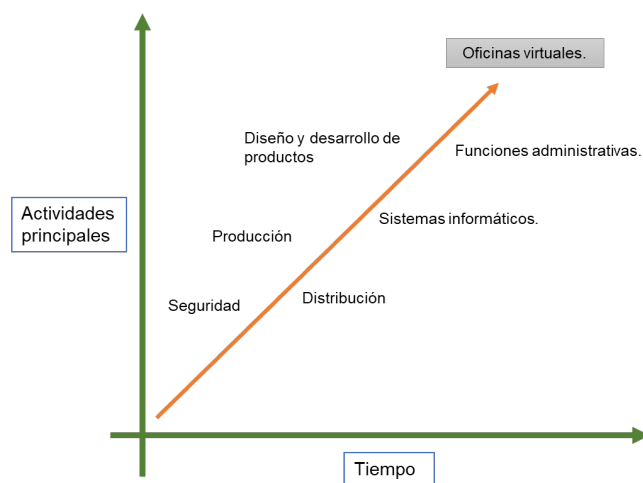 Oficinas virtuales.
Diseño y desarrollo de
productos
Funciones administrativas.
Actividades
principales
Sistemas informáticos.
Producción
Seguridad
Distribución
Tiempo